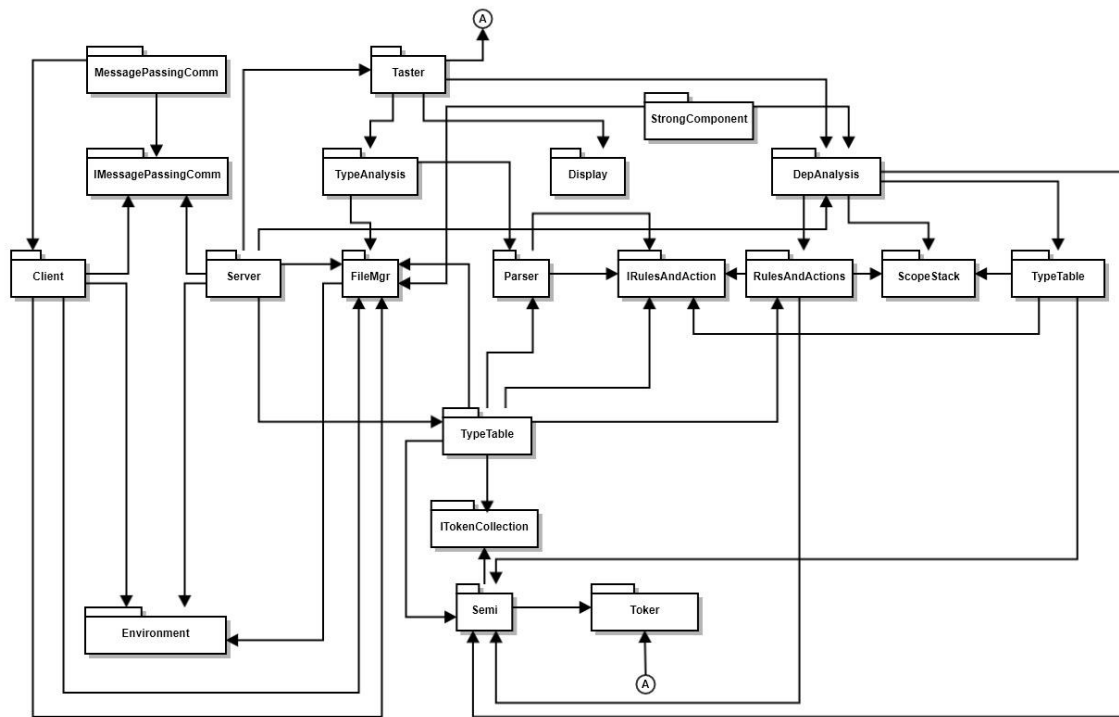 A
MessagePassingComm
Taster
StrongComponent
IMessagePassingComm
TypeAnalysis
Display
DepAnalysis
Client
Server
FileMgr
Parser
IRulesAndAction
RulesAndActions
ScopeStack
TypeTable
TypeTable
ITokenCollection
Semi
Toker
Environment
A